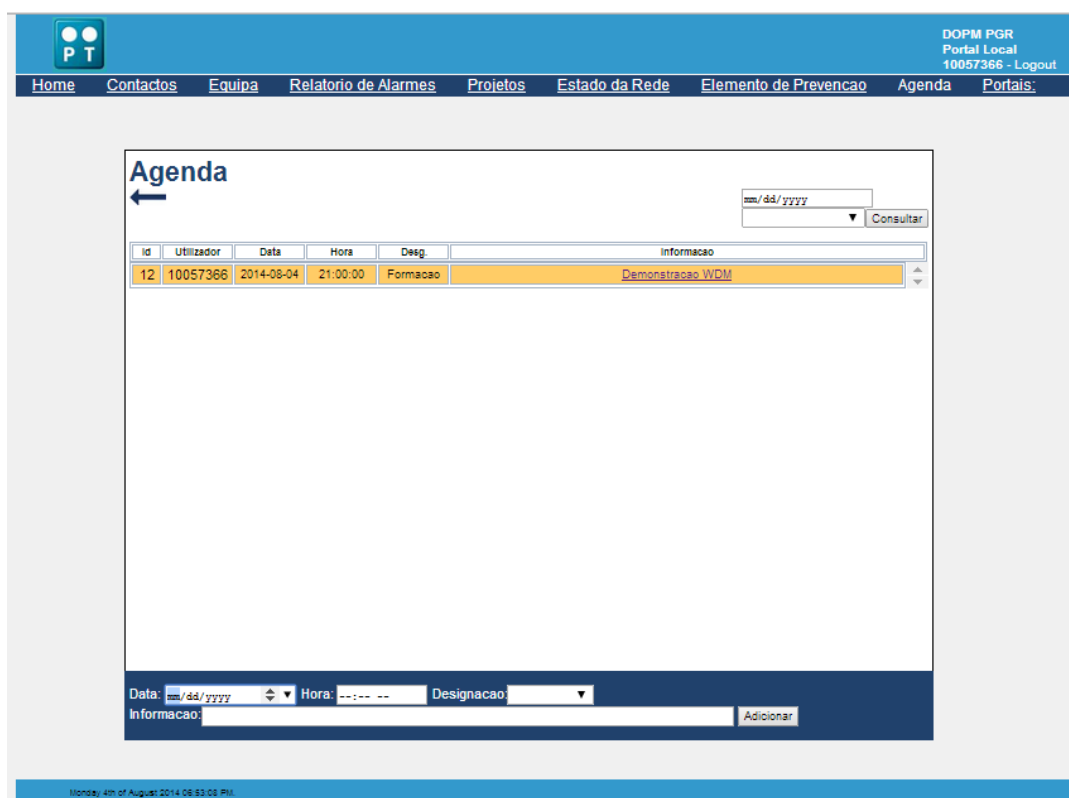 P T
DOPM PGR
Portal Local
10057366 - Logout
Home Contactos Equipa Relatorio de Alarmes Projetos Estado da Rede Elemento de Prevencao Agenda Portais:
Agenda
mm/dd/yyyy
Consultar
Id Utilizador Data Hora Desg. Informacao
12 10057366 2014-08-04 21:00:00 Formacao Demonstracao WDM
Data: mm/dd/yyyy Hora: --:-- -- Designacao:
Informacao: Adicionar
Monday 4th of August 2014 06:53:08 PM.